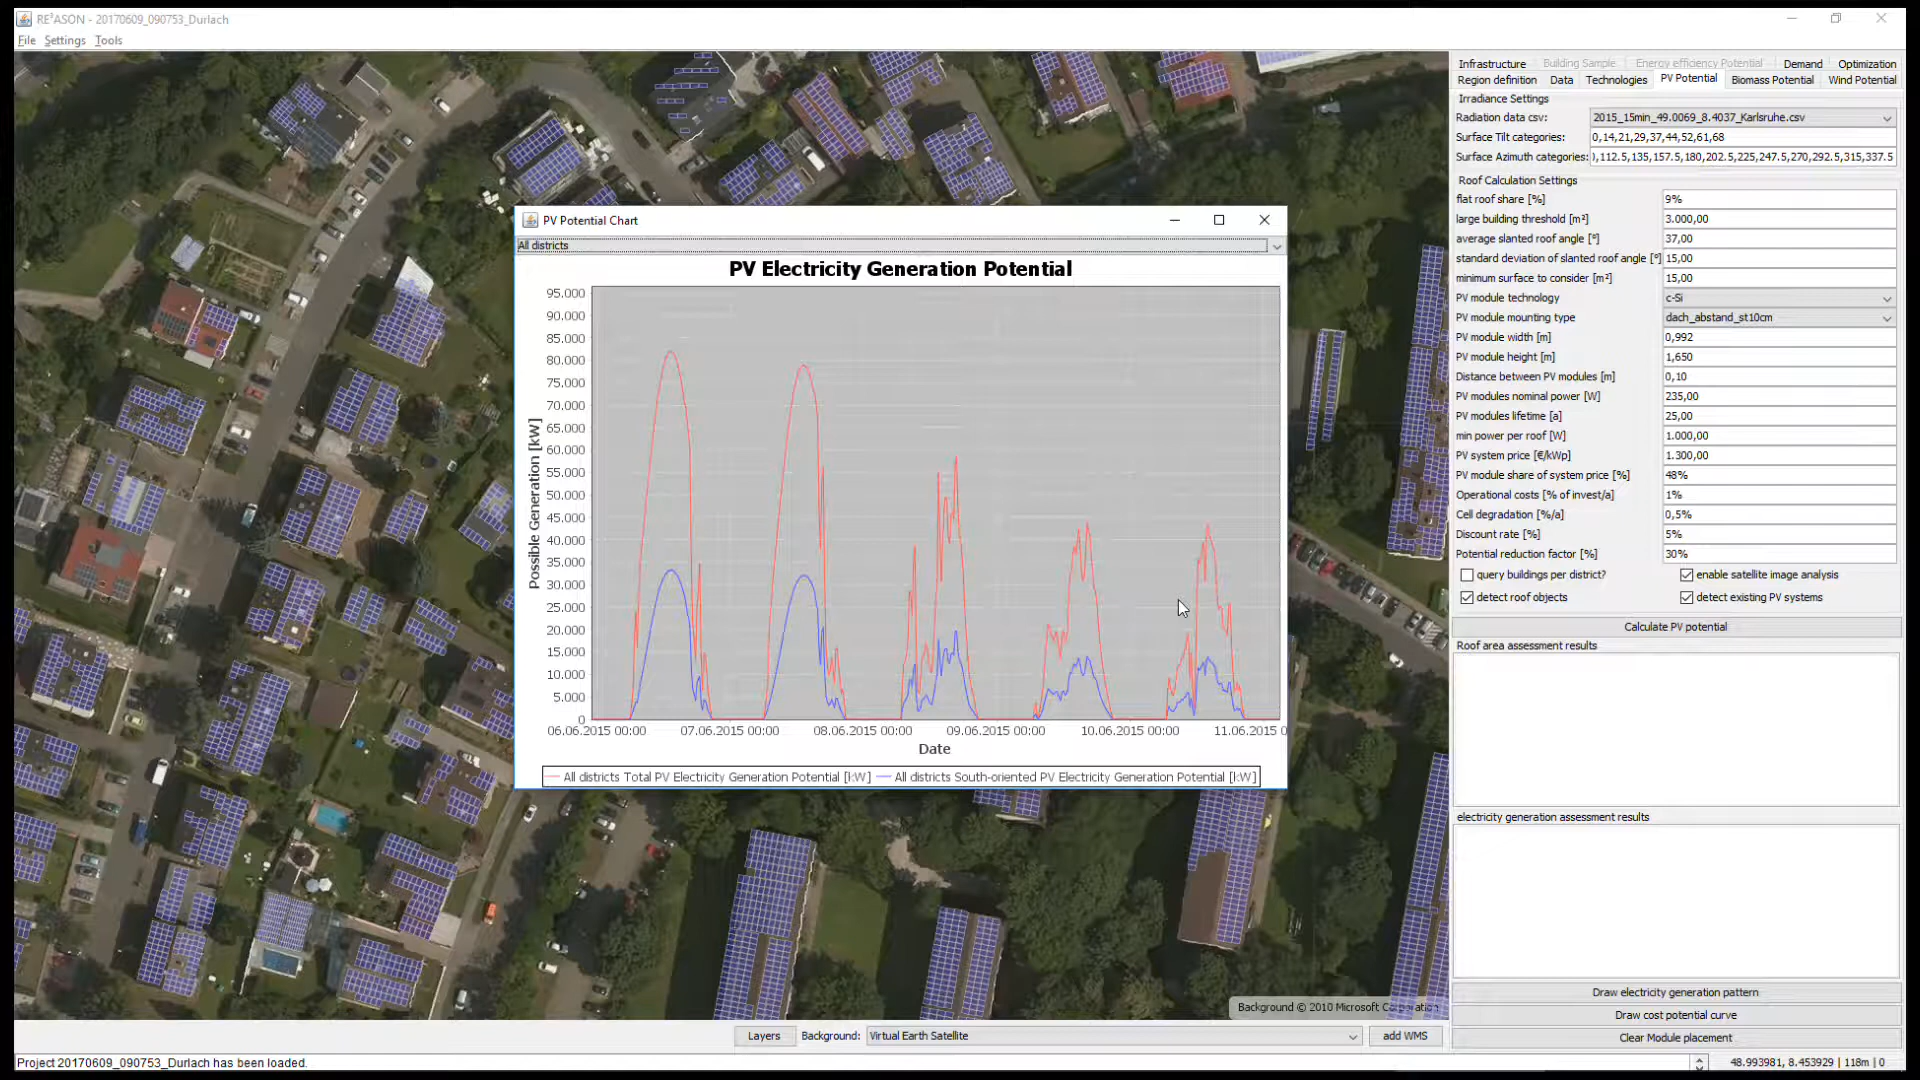 RE²ASON - 20170609_090753_Durlach
File Settings Tools
Infrastructure Building Sample Energy efficiency Potential Demand Optimization
Region definition Data Technologies PV Potential Biomass Potential Wind Potential
Irradiance Settings
Radiation data csv: 2015_15min_49.0069_8.4037_Karlsruhe.csv
Surface Tilt categories: 0,14,21,29,37,44,52,61,68
Surface Azimuth categories: ),112.5,135,157.5,180,202.5,225,247.5,270,292.5,315,337.5
Roof Calculation Settings
flat roof share [%] 9%
large building threshold [m²] 3.000,00
average slanted roof angle [°] 37,00
standard deviation of slanted roof angle [°] 15,00
minimum surface to consider [m²] 15,00
PV module technology c-Si
PV module mounting type dach_abstand_st10cm
PV module width [m] 0,992
PV module height [m] 1,650
Distance between PV modules [m] 0,10
PV modules nominal power [W] 235,00
PV modules lifetime [a] 25,00
min power per roof [W] 1.000,00
PV system price [€/kWp] 1.300,00
PV module share of system price [%] 48%
Operational costs [% of invest/a] 1%
Cell degradation [%/a] 0,5%
Discount rate [%] 5%
Potential reduction factor [%] 30%
query buildings per district? enable satellite image analysis
detect roof objects detect existing PV systems
Calculate PV potential
Roof area assessment results
electricity generation assessment results
Draw electricity generation pattern
Draw cost potential curve
Clear Module placement
PV Potential Chart
All districts
PV Electricity Generation Potential
Possible Generation [kW]
95.000
90.000
85.000
80.000
75.000
70.000
65.000
60.000
55.000
50.000
45.000
40.000
35.000
30.000
25.000
20.000
15.000
10.000
5.000
0
06.06.2015 00:00 07.06.2015 00:00 08.06.2015 00:00 09.06.2015 00:00 10.06.2015 00:00 11.06.2015 0
Date
All districts Total PV Electricity Generation Potential [kW] All districts South-oriented PV Electricity Generation Potential [kW]
Background © 2010 Microsoft Corporation
Layers Background: Virtual Earth Satellite add WMS
Project 20170609_090753_Durlach has been loaded. 48.993981, 8.453929 | 118m | 0